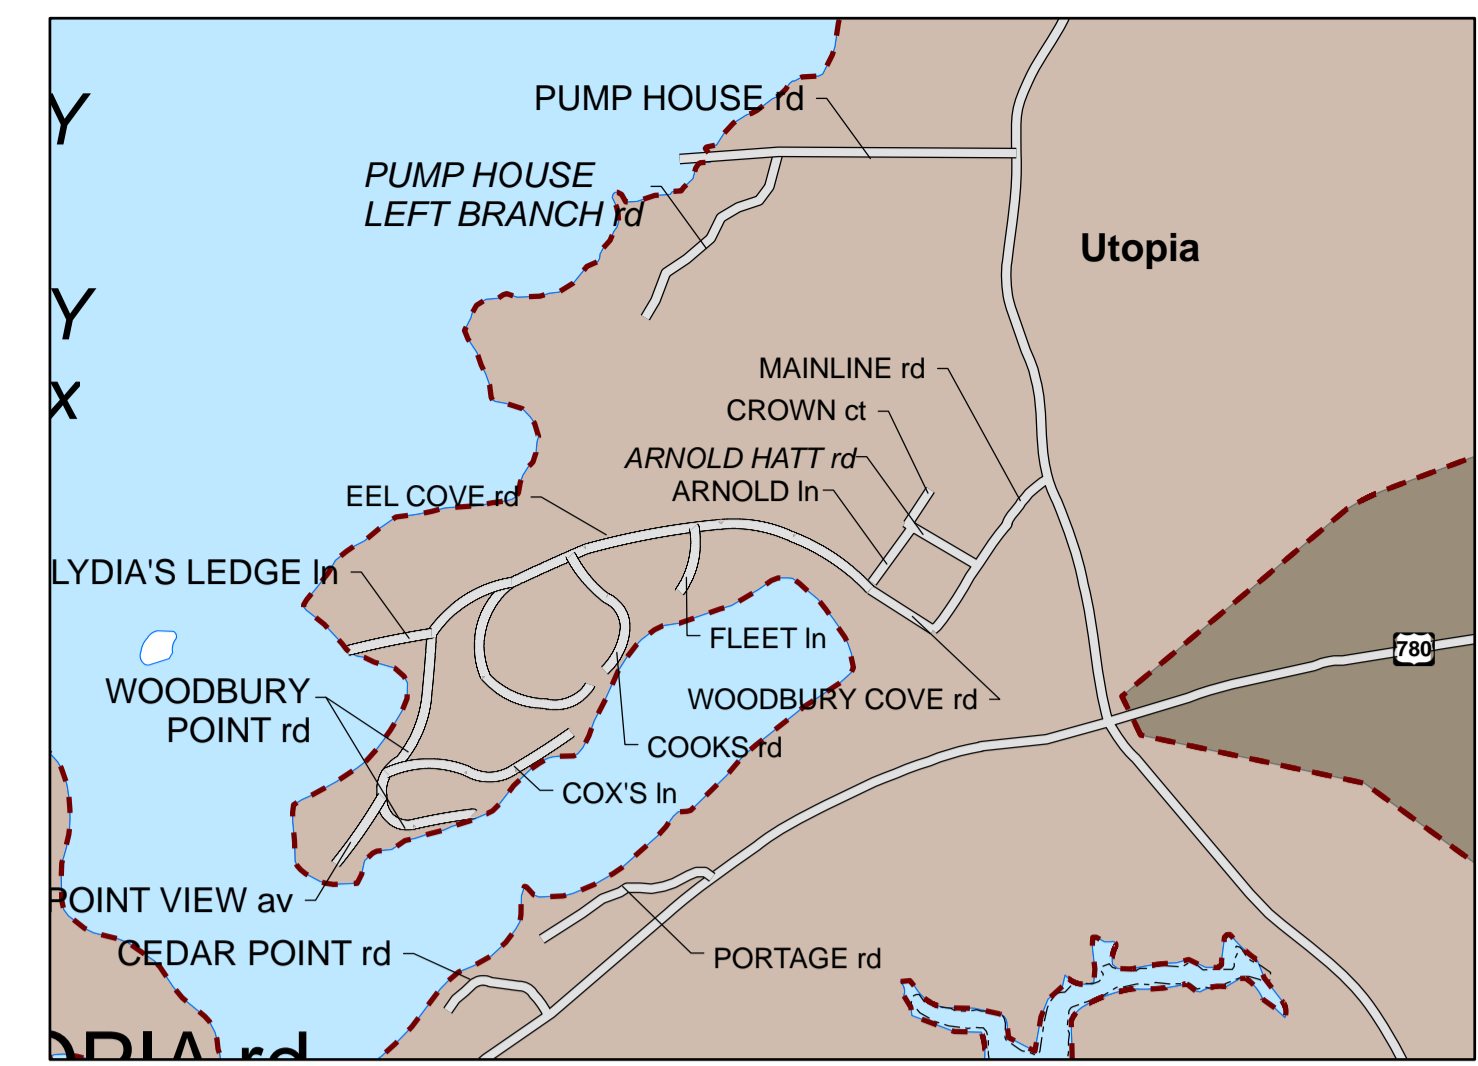 Y
PUMP HOUSE rd
PUMP HOUSE
LEFT BRANCH rd
Utopia
Y
x
MAINLINE rd
CROWN ct
ARNOLD HATT rd
ARNOLD ln
EEL COVE rd
LYDIA'S LEDGE ln
FLEET ln
780
WOODBURY
POINT rd
WOODBURY COVE rd
COOKS rd
COX'S ln
POINT VIEW av
CEDAR POINT rd
PORTAGE rd
OPIA rd